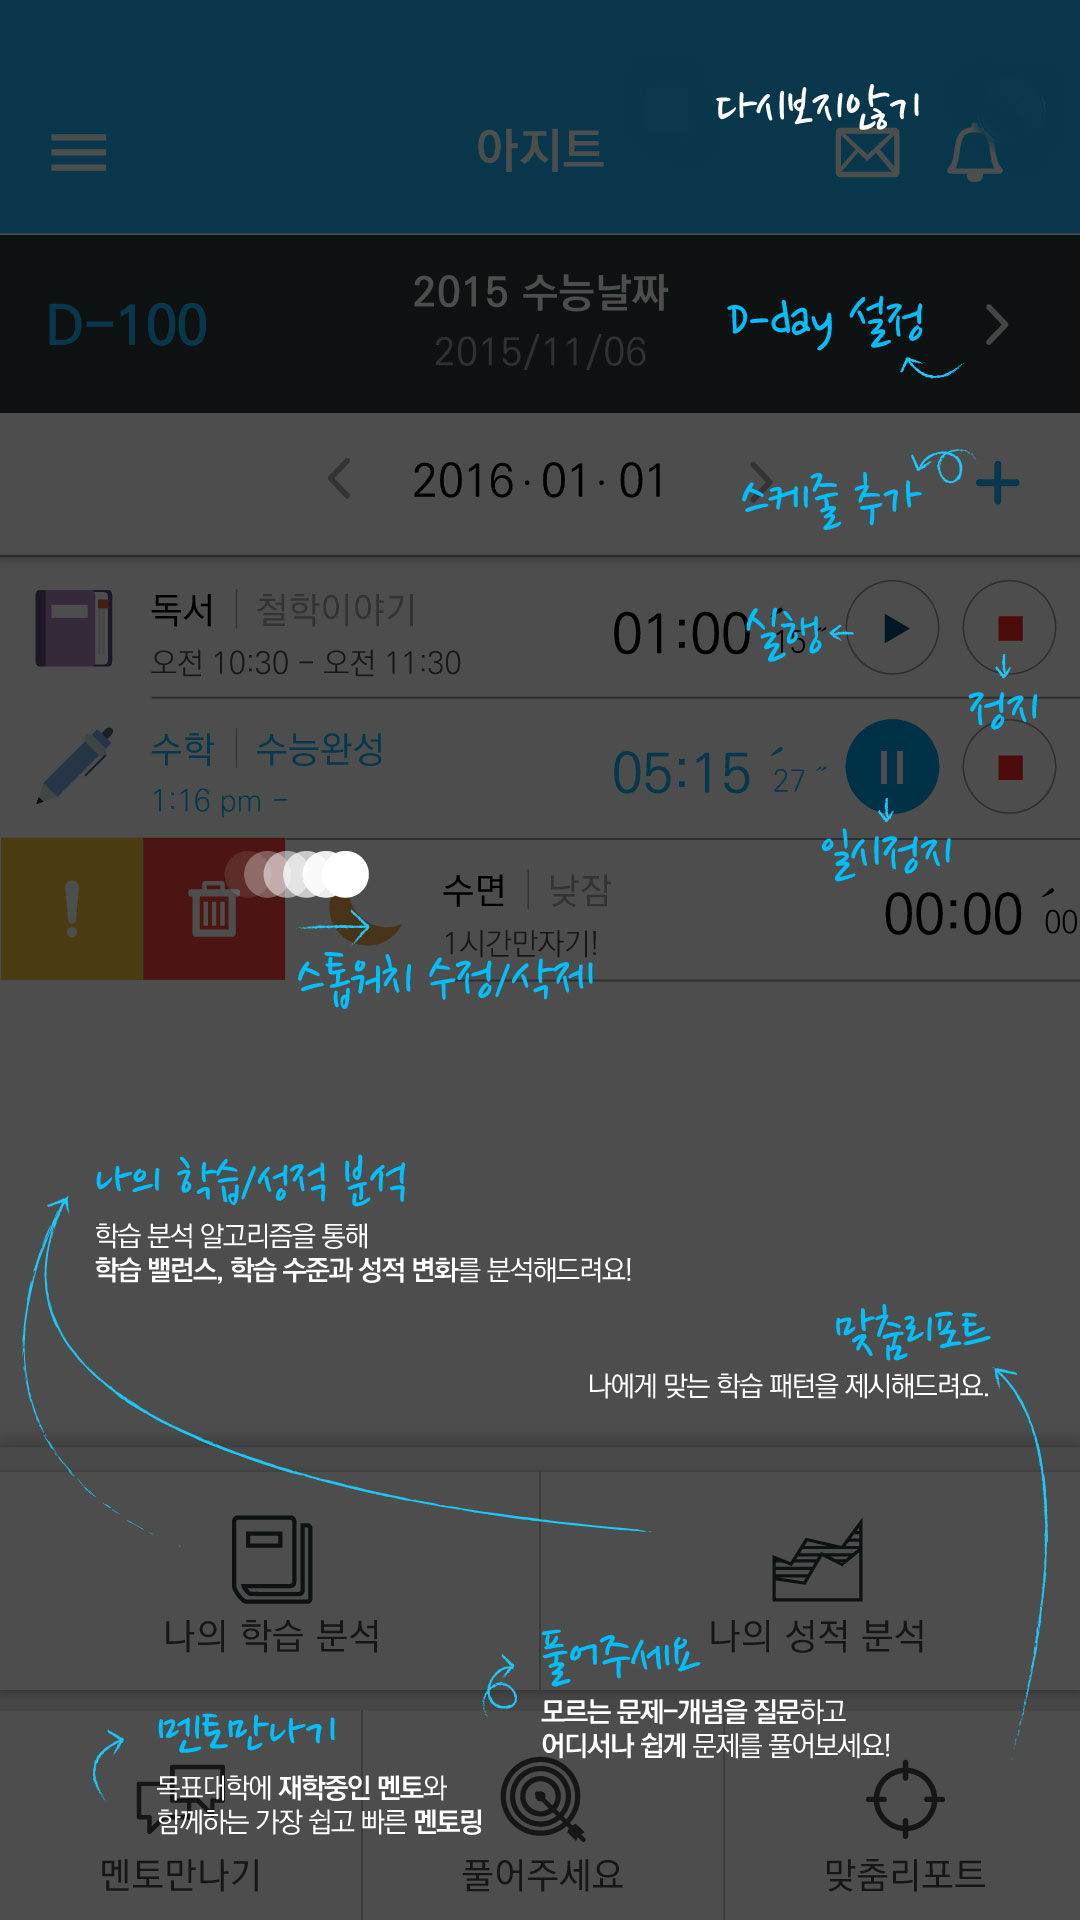 다시보지않기
아지트
D-100
2015 수능날짜
2015/11/06
D-day 설정
2016 · 01 · 01
스케줄 추가
독서 | 철학이야기
오전 10:30 - 오전 11:30
01:00 ´ 15 ˝
실행
정지
수학 | 수능완성
1:16 pm -
05:15 ´ 27 ˝
일시정지
수면 | 낮잠
1시간만자기!
00:00 ´ 00
스톱워치 수정/삭제
나의 학습/성적 분석
학습 분석 알고리즘을 통해
학습 밸런스, 학습 수준과 성적 변화를 분석해드려요!
맞춤리포트
나에게 맞는 학습 패턴을 제시해드려요.
나의 학습 분석
나의 성적 분석
풀어주세요
모르는 문제-개념을 질문하고
어디서나 쉽게 문제를 풀어보세요!
멘토만나기
목표대학에 재학중인 멘토와
함께하는 가장 쉽고 빠른 멘토링
멘토만나기
풀어주세요
맞춤리포트